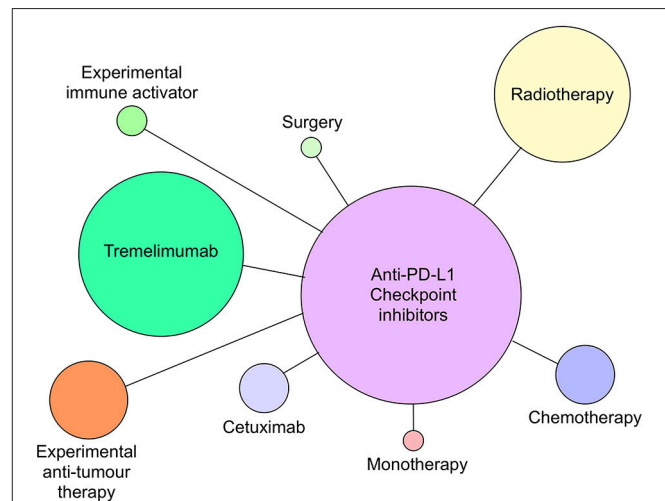 Experimental
immune activator
Surgery
Radiotherapy
Tremelimumab
Anti-PD-L1
Checkpoint
inhibitors
Experimental
anti-tumour
therapy
Cetuximab
Monotherapy
Chemotherapy